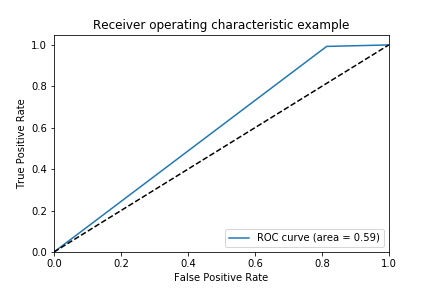 Receiver operating characteristic example
True Positive Rate
1.0
0.8
0.6
0.4
0.2
0.0
ROC curve (area = 0.59)
0.0 0.2 0.4 0.6 0.8 1.0
False Positive Rate